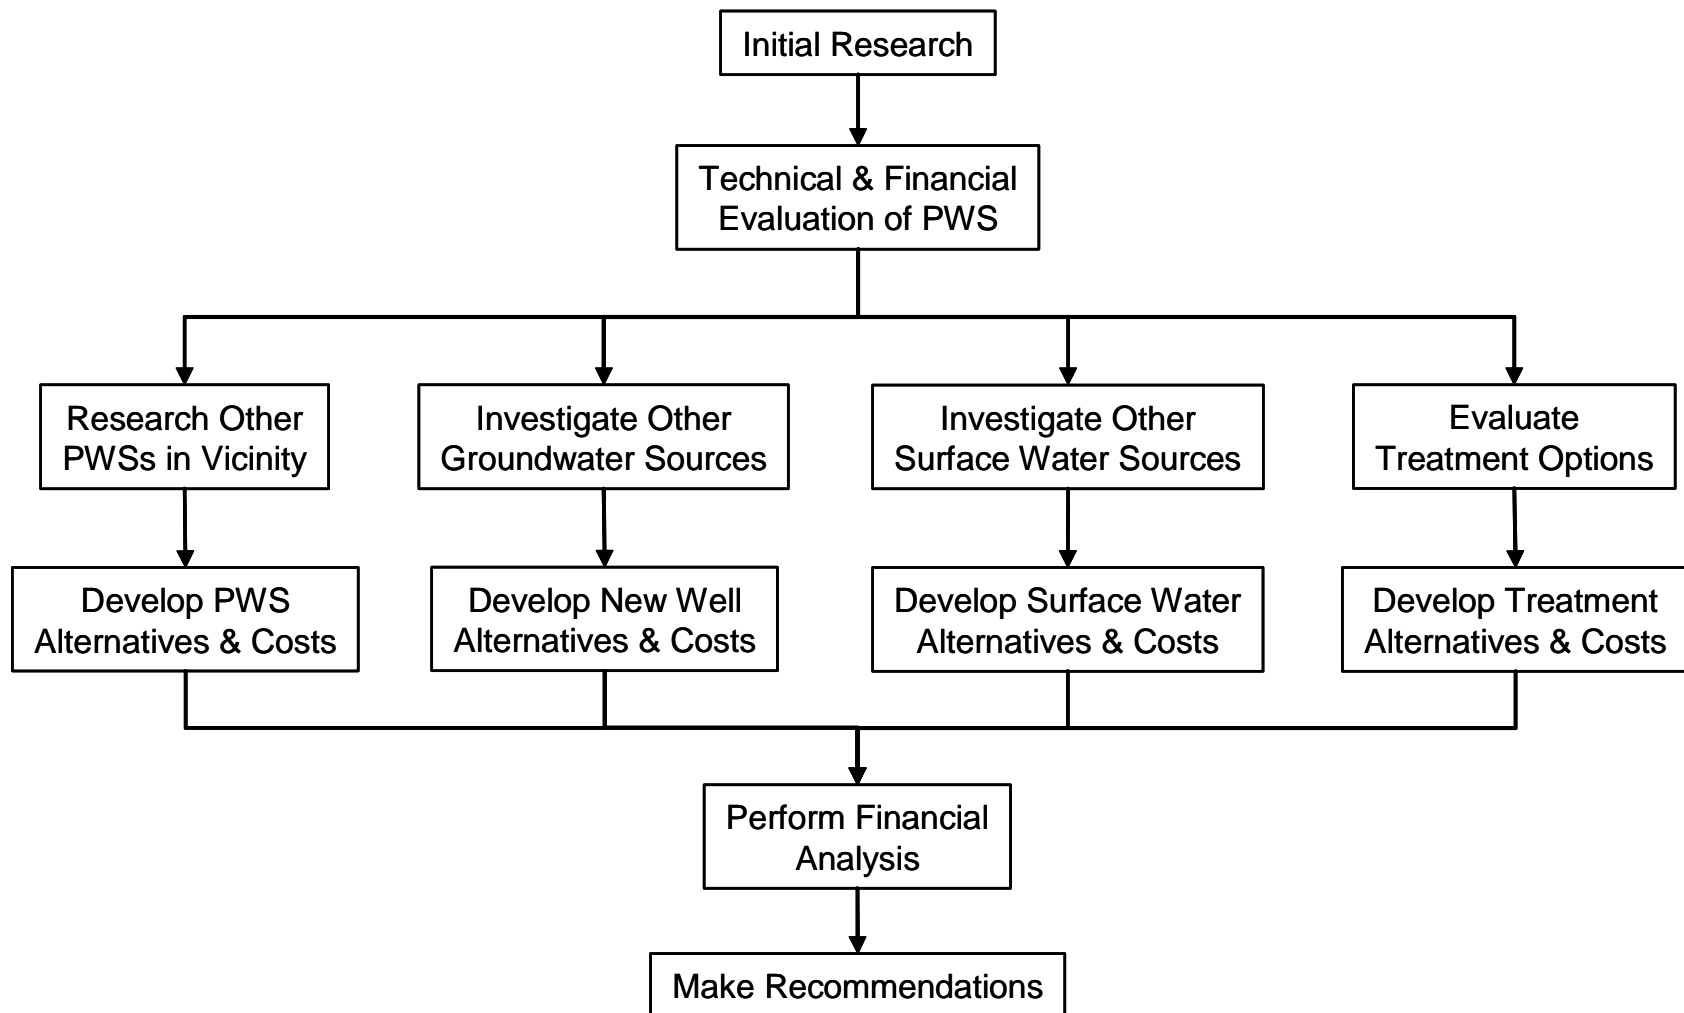 Initial Research
Technical & Financial
Evaluation of PWS
Research Other
PWSs in Vicinity
Investigate Other
Groundwater Sources
Investigate Other
Surface Water Sources
Evaluate
Treatment Options
Develop PWS
Alternatives & Costs
Develop New Well
Alternatives & Costs
Develop Surface Water
Alternatives & Costs
Develop Treatment
Alternatives & Costs
Perform Financial
Analysis
Make Recommendations